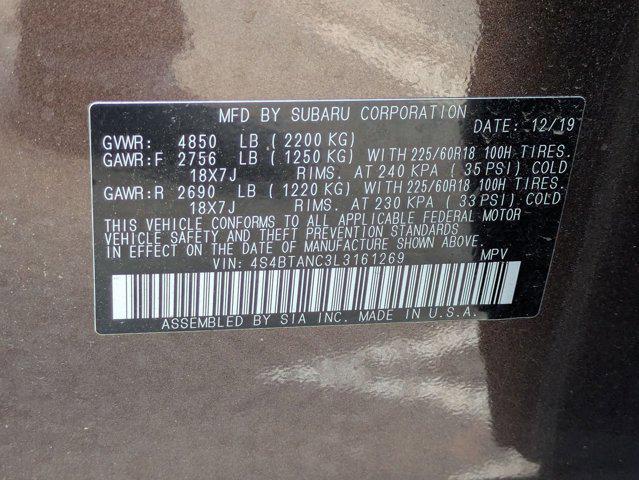 MFD BY SUBARU CORPORATION
DATE: 12/19
GVWR: 4850 LB (2200 KG)
GAWR:F 2756 LB (1250 KG) WITH 225/60R18 100H TIRES.
18X7J RIMS. AT 240 KPA (35 PSI) COLD
GAWR:R 2690 LB (1220 KG) WITH 225/60R18 100H TIRES.
18X7J RIMS. AT 230 KPA (33 PSI) COLD
THIS VEHICLE CONFORMS TO ALL APPLICABLE FEDERAL MOTOR
VEHICLE SAFETY AND THEFT PREVENTION STANDARDS
IN EFFECT ON THE DATE OF MANUFACTURE SHOWN ABOVE.
VIN: 4S4BTANC3L3161269 MPV
ASSEMBLED BY SIA INC. MADE IN U.S.A.